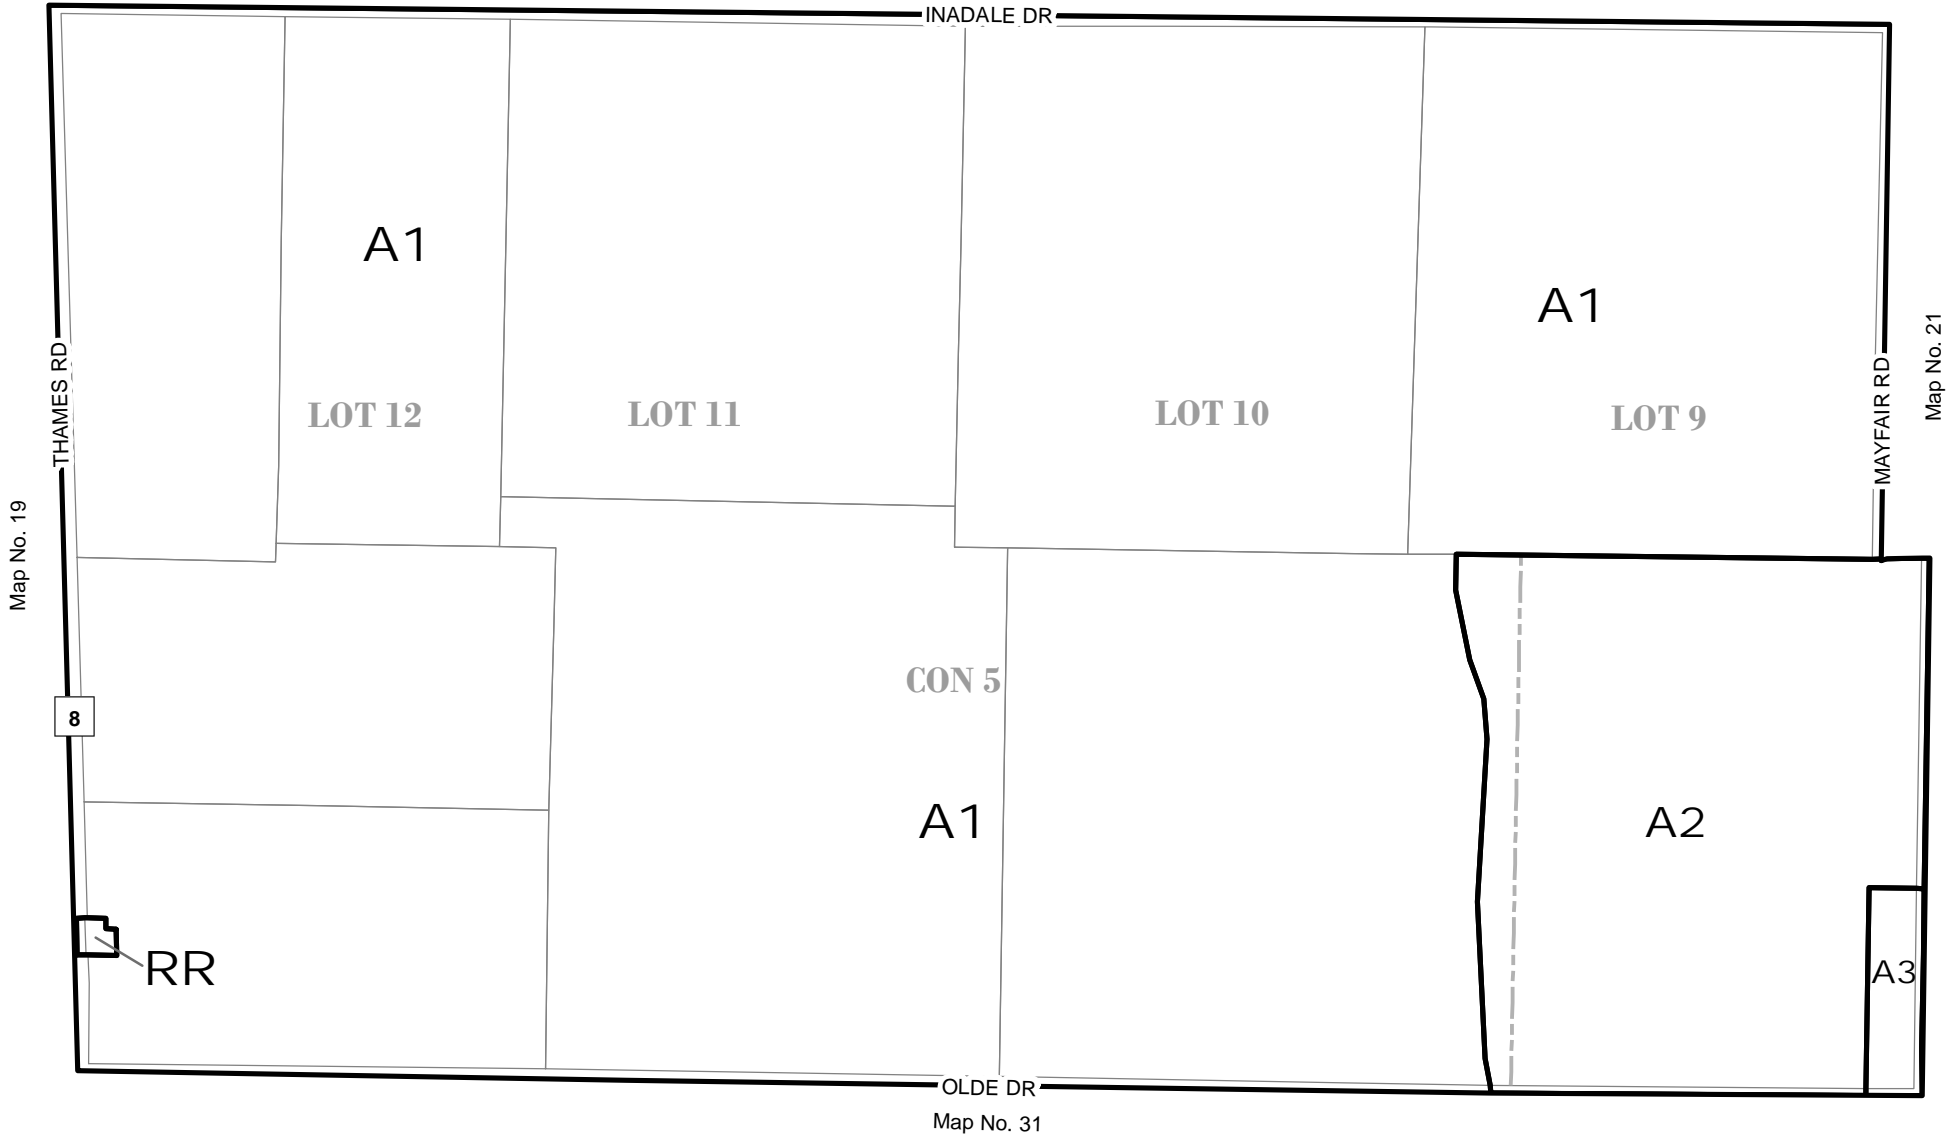 INADALE DR
A1
A1
Map No. 21
THAMES RD
MAYFAIR RD
LOT 12
LOT 11
LOT 10
LOT 9
Map No. 19
CON 5
8
A1
A2
RR
A3
OLDE DR
Map No. 31